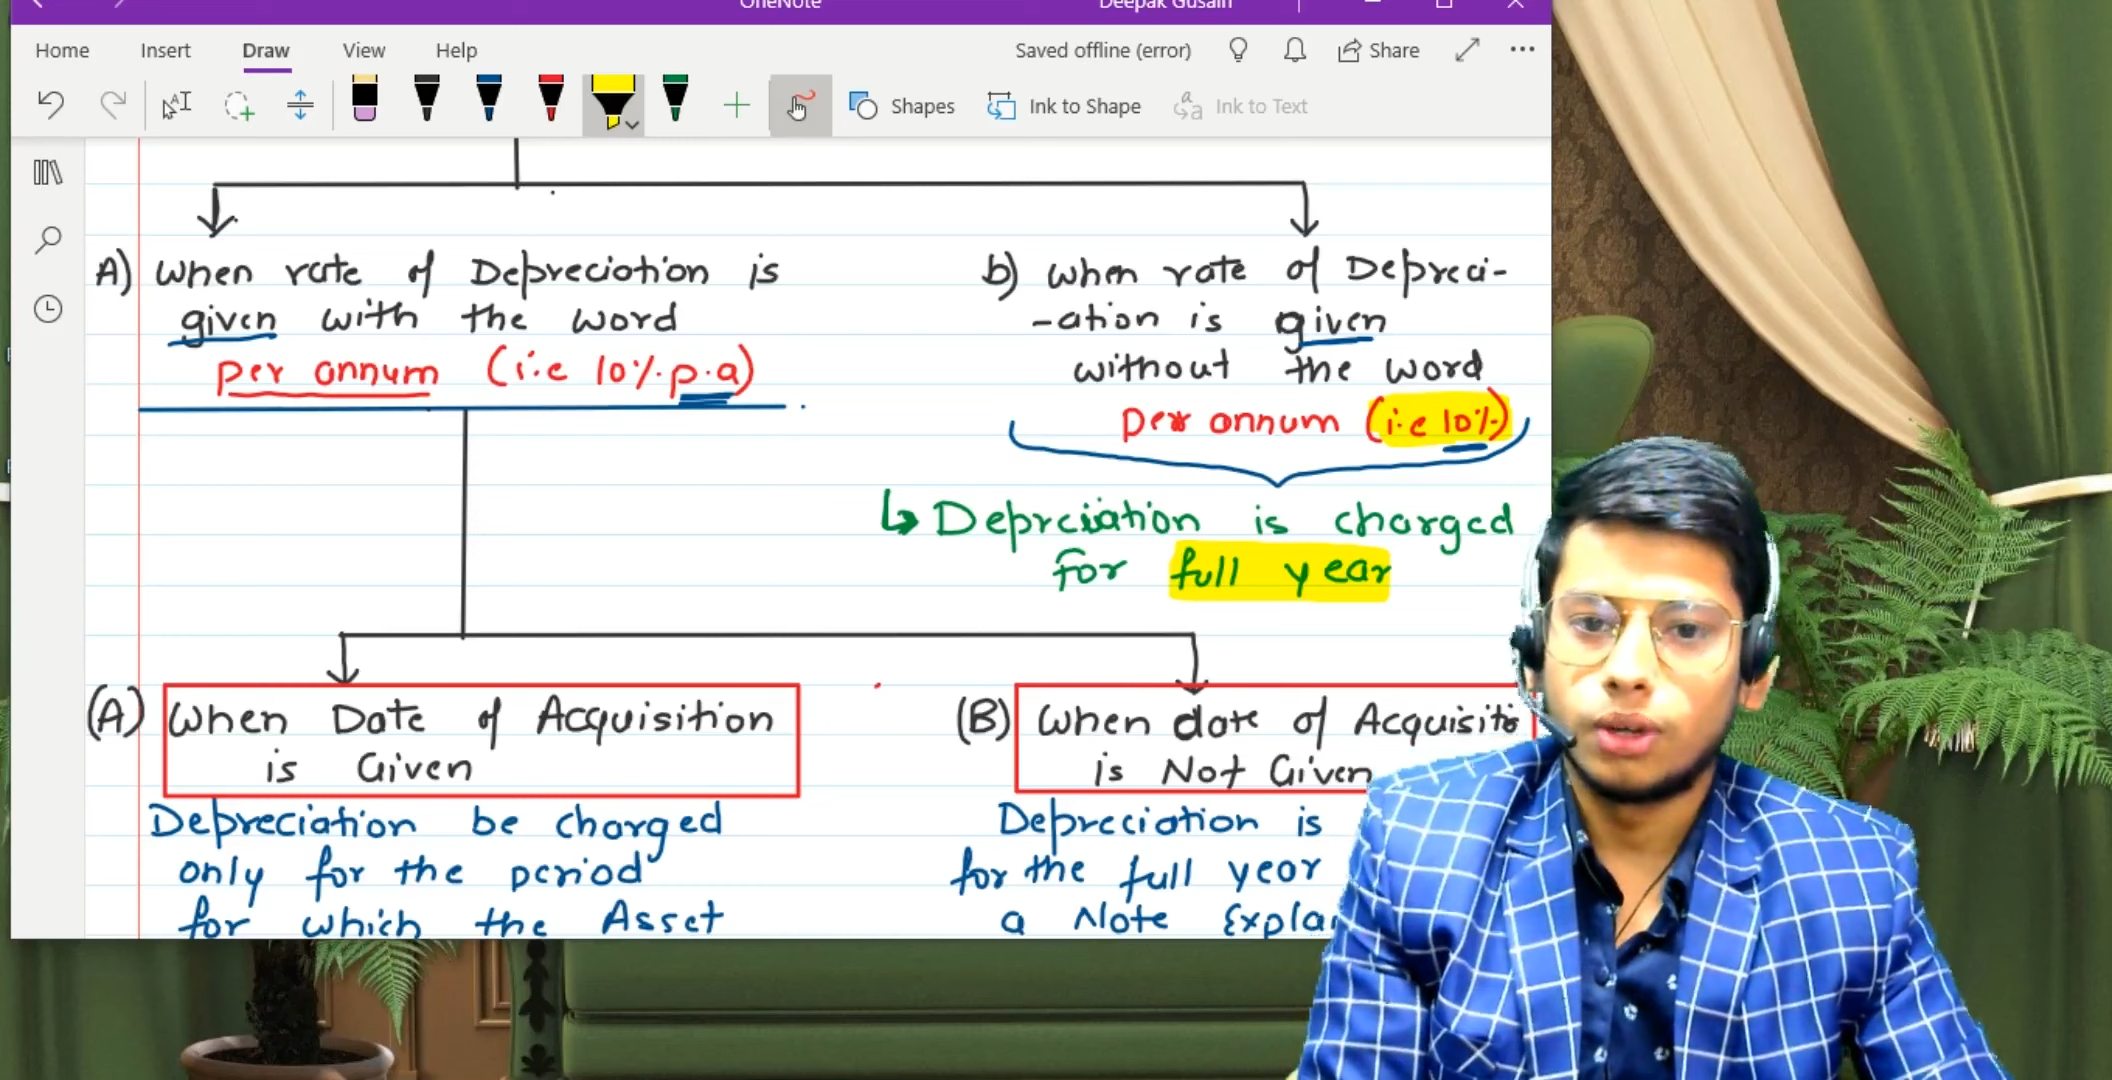 OneNote
Deepak Gusain
Home Insert Draw View Help
Saved offline (error) Share
Shapes Ink to Shape Ink to Text
A) When rate of Depreciation is
given with the word
per annum (i.e 10%.p.a)
b) when rate of Depreci-
-ation is given
without the word
per annum (i.e 10%)
↳ Depreciation is charged
for full year
(A) When Date of Acquisition
is Given
Depreciation be charged
only for the period
for which the Asset
(B) When date of Acquisitio
is Not Given
Depreciation is
for the full year
a Note Expla